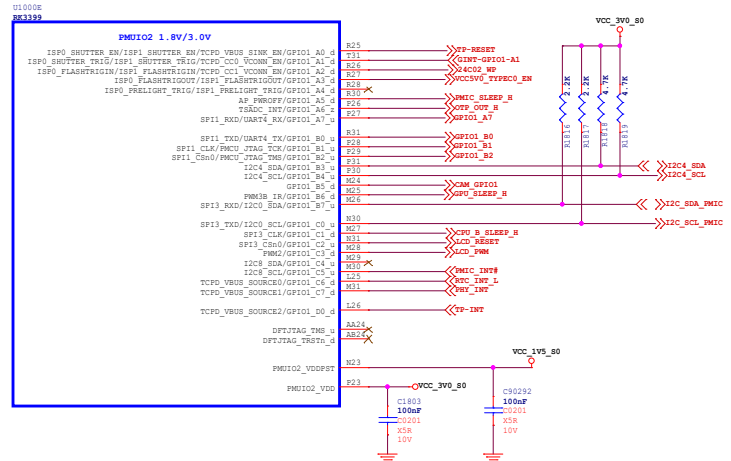 U1000E
RK3399
PMUIO2 1.8V/3.0V
VCC_3V0_S0
ISP0_SHUTTER_EN/ISP1_SHUTTER_EN/TCPD_VBUS_SINK_EN/GPIO1_A0_d R25 TP-RESET
ISP0_SHUTTER_TRIG/ISP1_SHUTTER_TRIG/TCPD_CC0_VCONN_EN/GPIO1_A1_d T31 GINT-GPIO1-A1
ISP0_FLASHTRIGIN/ISP1_FLASHTRIGIN/TCPD_CC1_VCONN_EN/GPIO1_A2_d R26 24C02_WP
ISP0_FLASHTRIGOUT/ISP1_FLASHTRIGOUT/GPIO1_A3_d R27 VCC5V0_TYPEC0_EN
ISP0_PRELIGHT_TRIG/ISP1_PRELIGHT_TRIG/GPIO1_A4_d R28
AP_PWROFF/GPIO1_A5_d R30 PMIC_SLEEP_H
TSADC_INT/GPIO1_A6_z P26 OTP_OUT_H
SPI1_RXD/UART4_RX/GPIO1_A7_u P27 GPIO1_A7
2.2K 2.2K 4.7K 4.7K
R1816 R1817 R1818 R1819
SPI1_TXD/UART4_TX/GPIO1_B0_u R31 GPIO1_B0
SPI1_CLK/PMCU_JTAG_TCK/GPIO1_B1_u P28 GPIO1_B1
SPI1_CSn0/PMCU_JTAG_TMS/GPIO1_B2_u P29 GPIO1_B2
I2C4_SDA/GPIO1_B3_u P31 I2C4_SDA
I2C4_SCL/GPIO1_B4_u P30 I2C4_SCL
GPIO1_B5_d M24 CAM_GPIO1
PWM3B_IR/GPIO1_B6_d M25 GPU_SLEEP_H
SPI3_RXD/I2C0_SDA/GPIO1_B7_u M26 I2C_SDA_PMIC
SPI3_TXD/I2C0_SCL/GPIO1_C0_u N30 I2C_SCL_PMIC
SPI3_CLK/GPIO1_C1_d M27 CPU_B_SLEEP_H
SPI3_CSn0/GPIO1_C2_u N31 LCD_RESET
PWM2/GPIO1_C3_d M28 LCD_PWM
I2C8_SDA/GPIO1_C4_u M29
I2C8_SCL/GPIO1_C5_u M30 PMIC_INT#
TCPD_VBUS_SOURCE0/GPIO1_C6_d L25 RTC_INT_L
TCPD_VBUS_SOURCE1/GPIO1_C7_d M31 PHY_INT
TCPD_VBUS_SOURCE2/GPIO1_D0_d L26 TP-INT
DFTJTAG_TMS_u AA24
DFTJTAG_TRSTn_d AB24
VCC_1V5_S0
PMUIO2_VDDPST N23
PMUIO2_VDD P23 VCC_3V0_S0
C1803
100nF
C0201
X5R
10V
C90292
100nF
C0201
X5R
10V